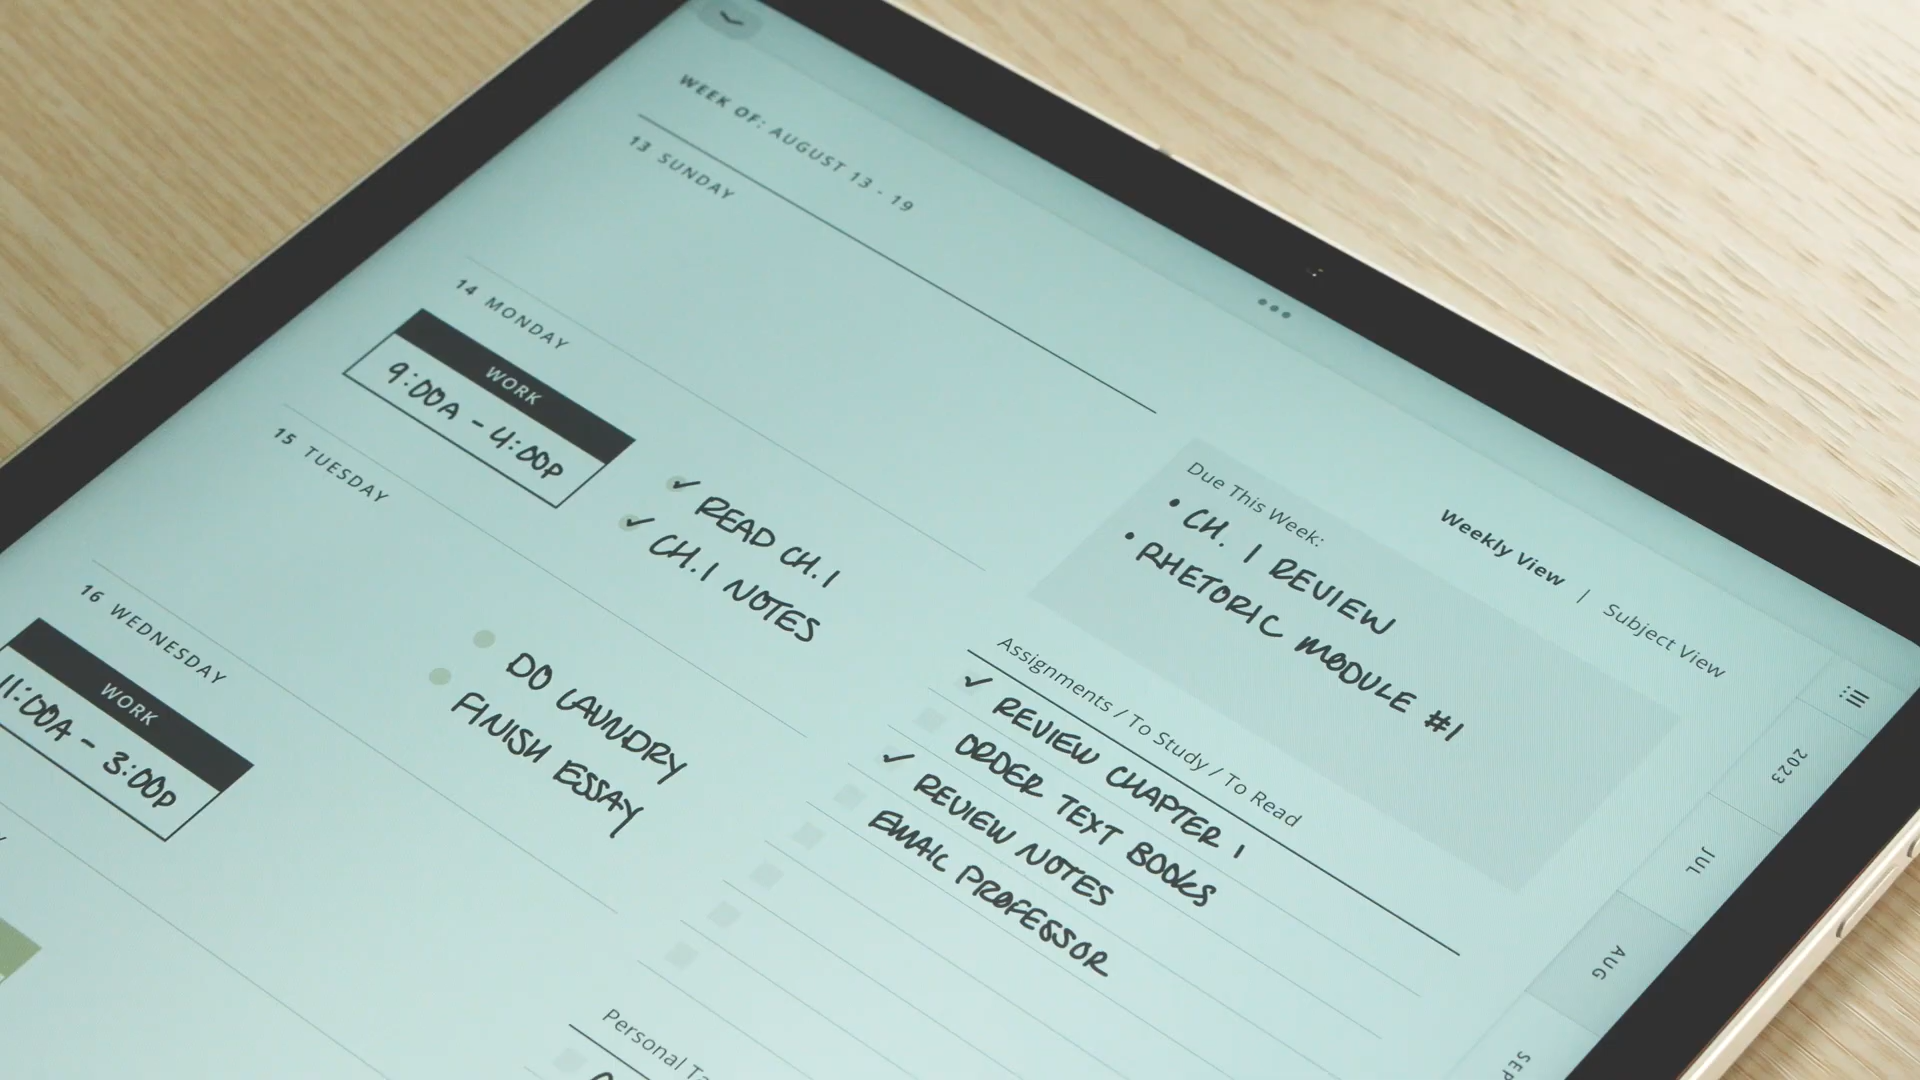 WEEK OF: AUGUST 13 - 19
13 SUNDAY
14 MONDAY
WORK
9:00A - 4:00P
✓ READ CH. 1
✓ CH. 1 NOTES
15 TUESDAY
DO LAUNDRY
FINISH ESSAY
16 WEDNESDAY
WORK
11:00A - 3:00P
Weekly View | Subject View
Due This Week:
• CH. 1 REVIEW
• RHETORIC MODULE #1
Assignments / To Study / To Read
✓ REVIEW CHAPTER 1
ORDER TEXT BOOKS
✓ REVIEW NOTES
EMAIL PROFESSOR
Personal
2023
JUL
AUG
SEP